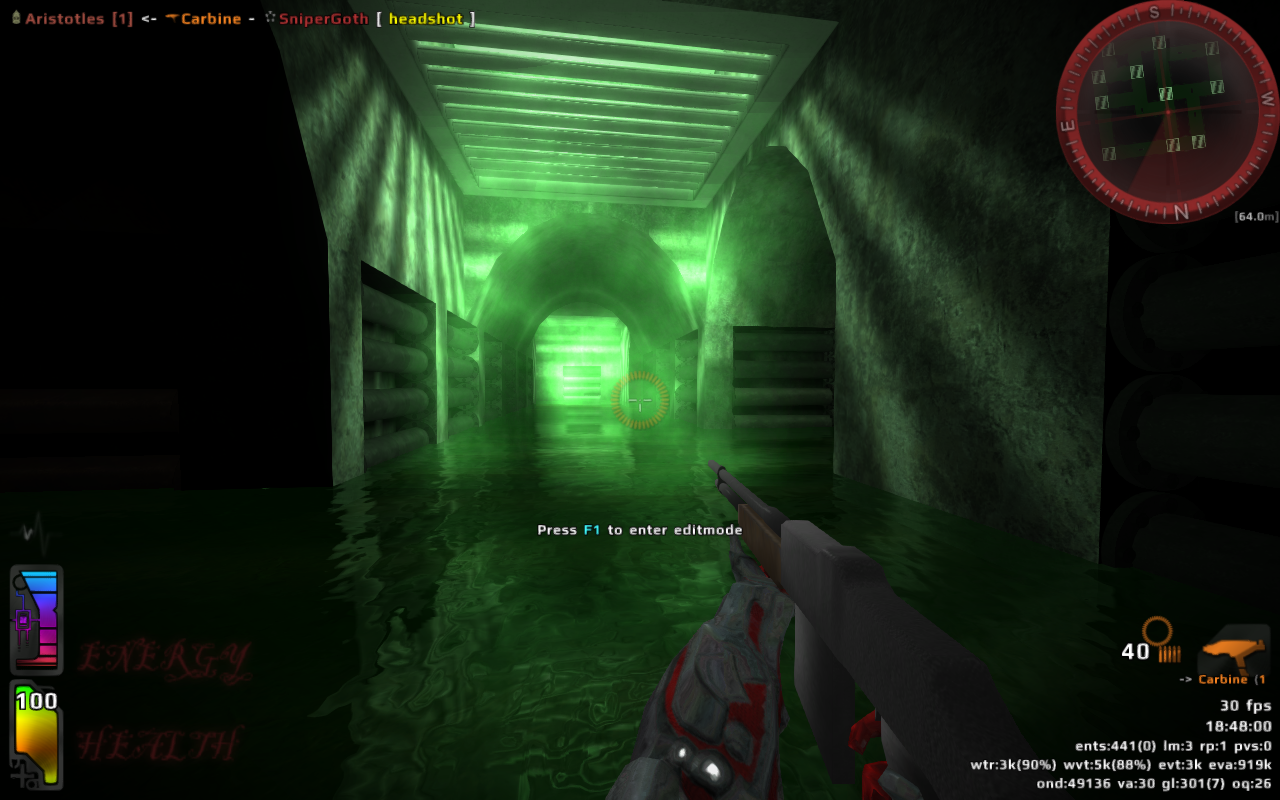 Aristotles [1] <- Carbine - SniperGoth [ headshot ]
S
W
E
N
[64.0m]
Press F1 to enter editmode
ENERGY
100
HEALTH
40
-> Carbine (1
30 fps
18:48:00
ents:441(0) lm:3 rp:1 pvs:0
wtr:3k(90%) wvt:5k(88%) evt:3k eva:919k
ond:49136 va:30 gl:301(7) oq:26